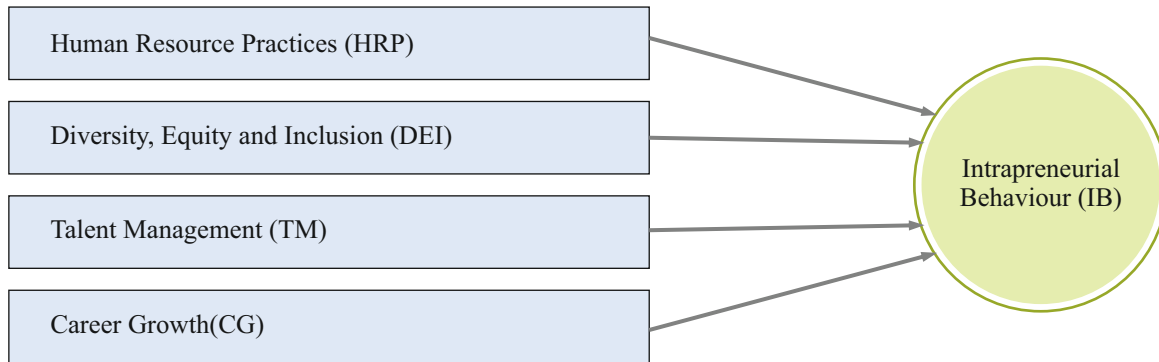 Human Resource Practices (HRP)
Diversity, Equity and Inclusion (DEI)
Talent Management (TM)
Career Growth(CG)
Intrapreneurial
Behaviour (IB)